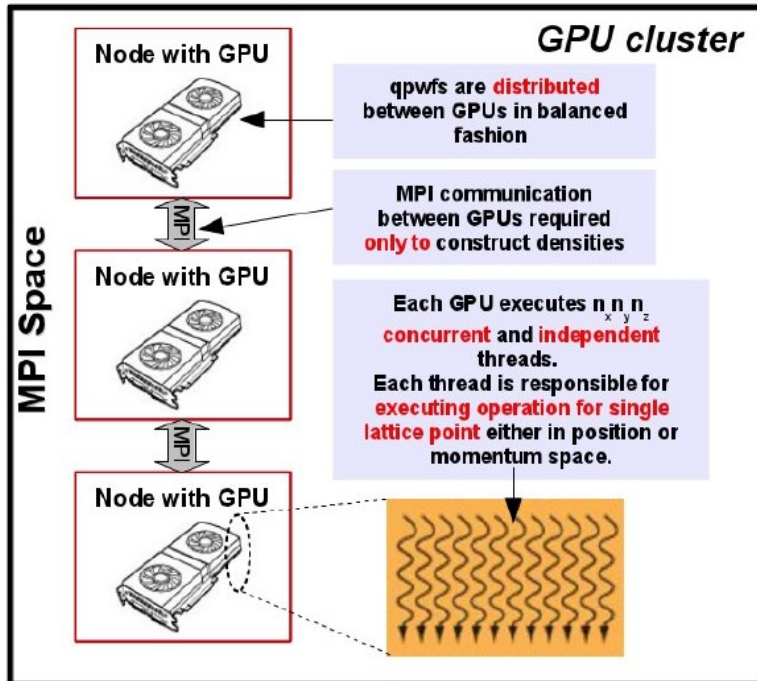 GPU cluster
MPI Space
Node with GPU
qpwfs are distributed
between GPUs in balanced
fashion
MPI
MPI communication
between GPUs required
only to construct densities
Node with GPU
Each GPU executes nₓnᵧn_z
concurrent and independent
threads.
Each thread is responsible for
executing operation for single
lattice point either in position or
momentum space.
MPI
Node with GPU